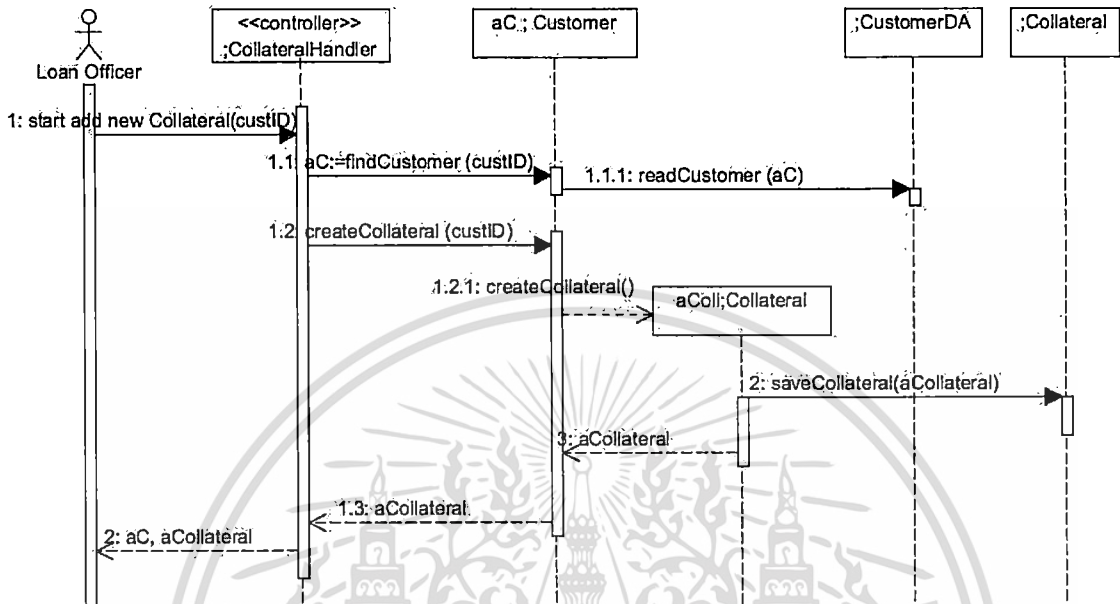 <<controller>>
;CollateralHandler
aC ; Customer
;CustomerDA
;Collateral
Loan Officer
1: start add new Collateral(custID)
1.1: aC:=findCustomer (custID)
1.1.1: readCustomer (aC)
1.2: createCollateral (custID)
1.2.1: createCollateral()
aColl;Collateral
2: saveCollateral(aCollateral)
3: aCollateral
1.3: aCollateral
2: aC, aCollateral